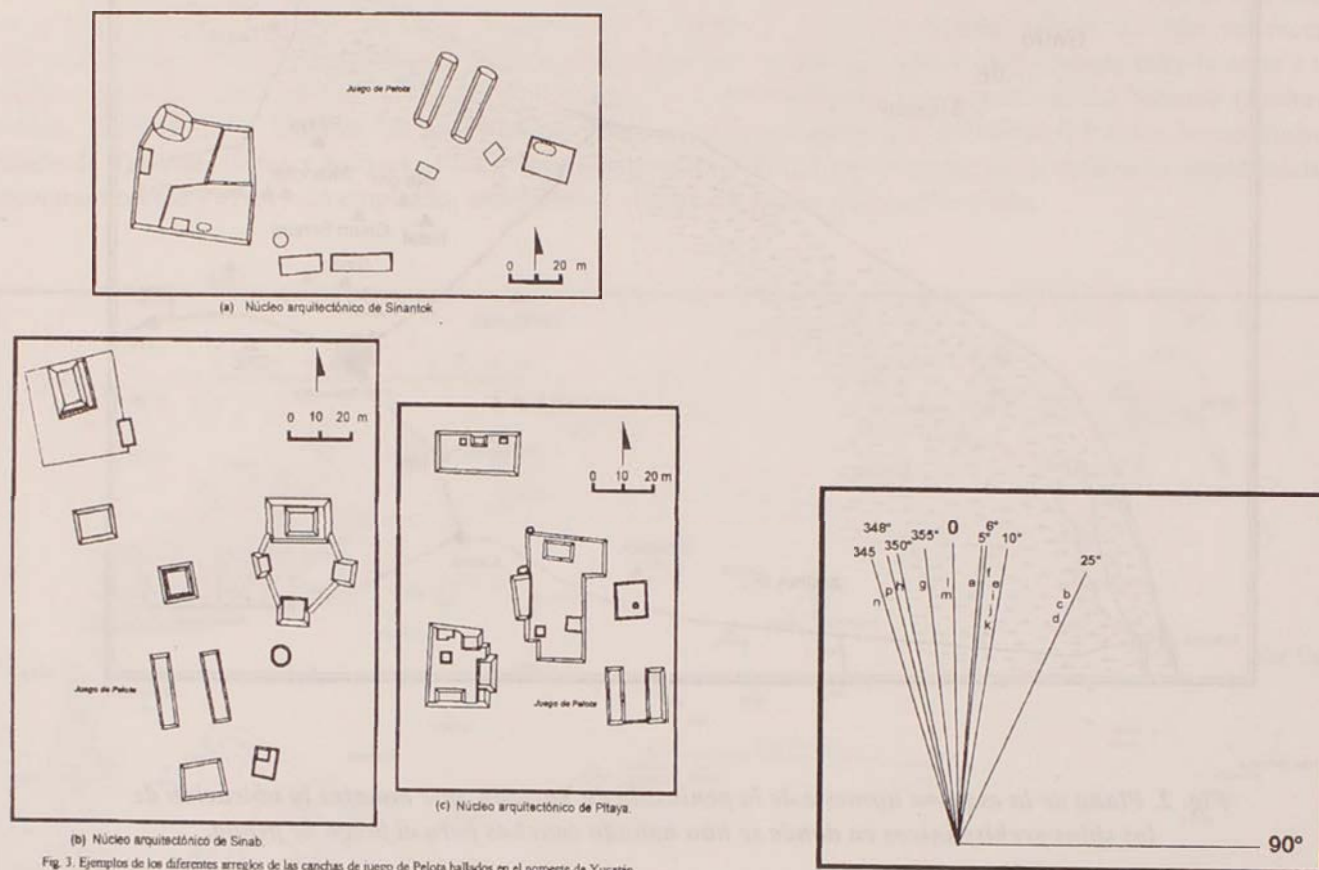 Juego de Pelota
0 20 m
(a) Núcleo arquitectónico de Sinantok
0 10 20 m
Juego de Pelota
(b) Núcleo arquitectónico de Sinab.
0 10 20 m
Juego de Pelota
(c) Núcleo arquitectónico de Pitaya.
345 348° 350° 355° 0 5° 6° 10° 25°
n p h g l m a f e i j k b c d
90°
Fig. 3. Ejemplos de los diferentes arreglos de las canchas de juego de Pelota hallados en el noroeste de Yucatán